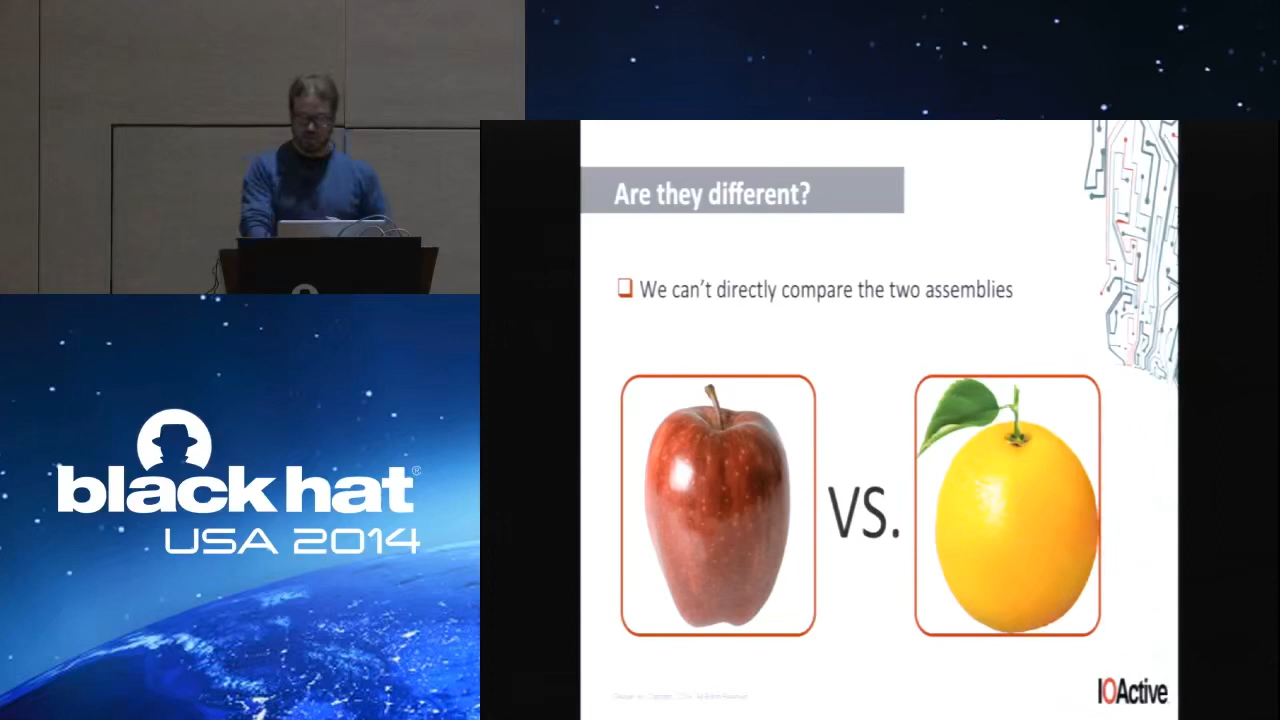 Are they different?
We can't directly compare the two assemblies
VS.
IOActive
black hat®
USA 2014